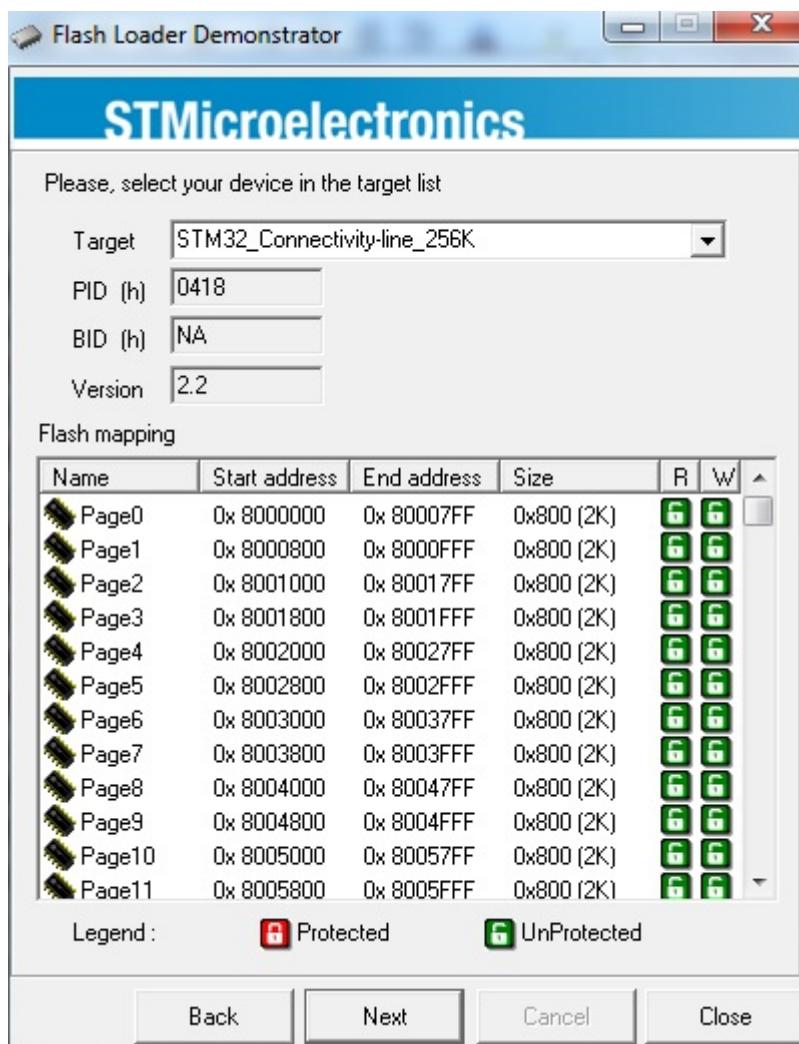 Flash Loader Demonstrator
STMicroelectronics
Please, select your device in the target list
Target STM32_Connectivity-line_256K
PID (h) 0418
BID (h) NA
Version 2.2
Flash mapping
Name Start address End address Size R W
Page0 0x 8000000 0x 80007FF 0x800 (2K)
Page1 0x 8000800 0x 8000FFF 0x800 (2K)
Page2 0x 8001000 0x 80017FF 0x800 (2K)
Page3 0x 8001800 0x 8001FFF 0x800 (2K)
Page4 0x 8002000 0x 80027FF 0x800 (2K)
Page5 0x 8002800 0x 8002FFF 0x800 (2K)
Page6 0x 8003000 0x 80037FF 0x800 (2K)
Page7 0x 8003800 0x 8003FFF 0x800 (2K)
Page8 0x 8004000 0x 80047FF 0x800 (2K)
Page9 0x 8004800 0x 8004FFF 0x800 (2K)
Page10 0x 8005000 0x 80057FF 0x800 (2K)
Page11 0x 8005800 0x 8005FFF 0x800 (2K)
Legend : Protected UnProtected
Back Next Cancel Close